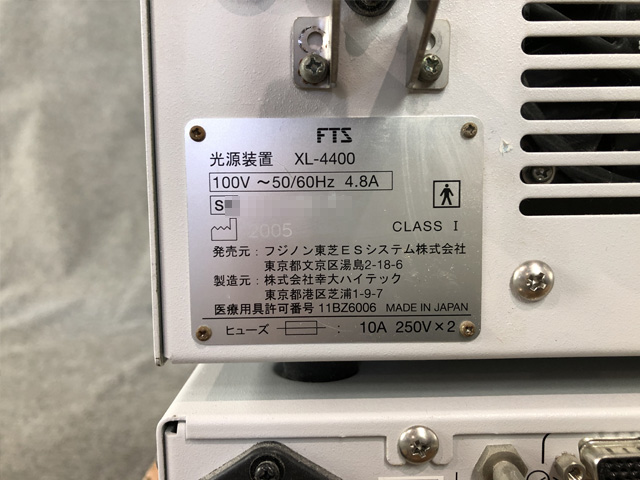 FTS
光源装置 XL-4400
100V ～50/60Hz 4.8A
S
2005 CLASS I
発売元：フジノン東芝ESシステム株式会社
東京都文京区湯島2-18-6
製造元：株式会社幸大ハイテック
東京都港区芝浦1-9-7
医療用具許可番号 11BZ6006 MADE IN JAPAN
ヒューズ ： 10A 250V×2